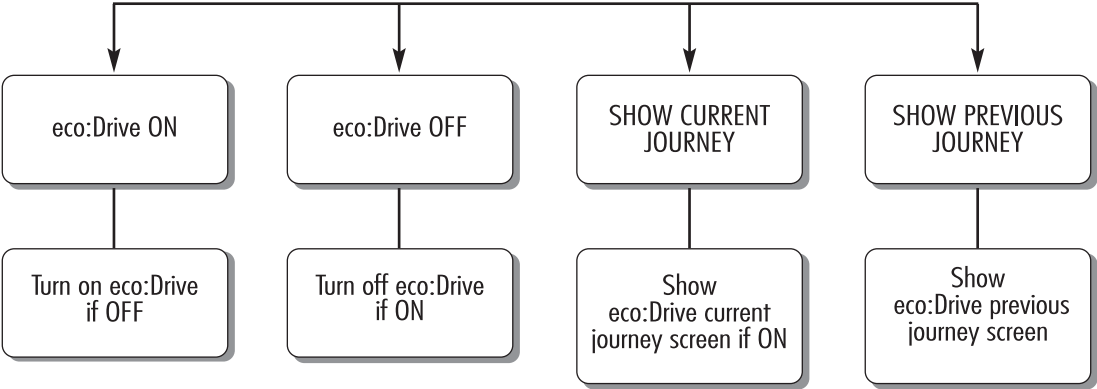 eco:Drive ON
eco:Drive OFF
SHOW CURRENT
JOURNEY
SHOW PREVIOUS
JOURNEY
Turn on eco:Drive
if OFF
Turn off eco:Drive
if ON
Show
eco:Drive current
journey screen if ON
Show
eco:Drive previous
journey screen